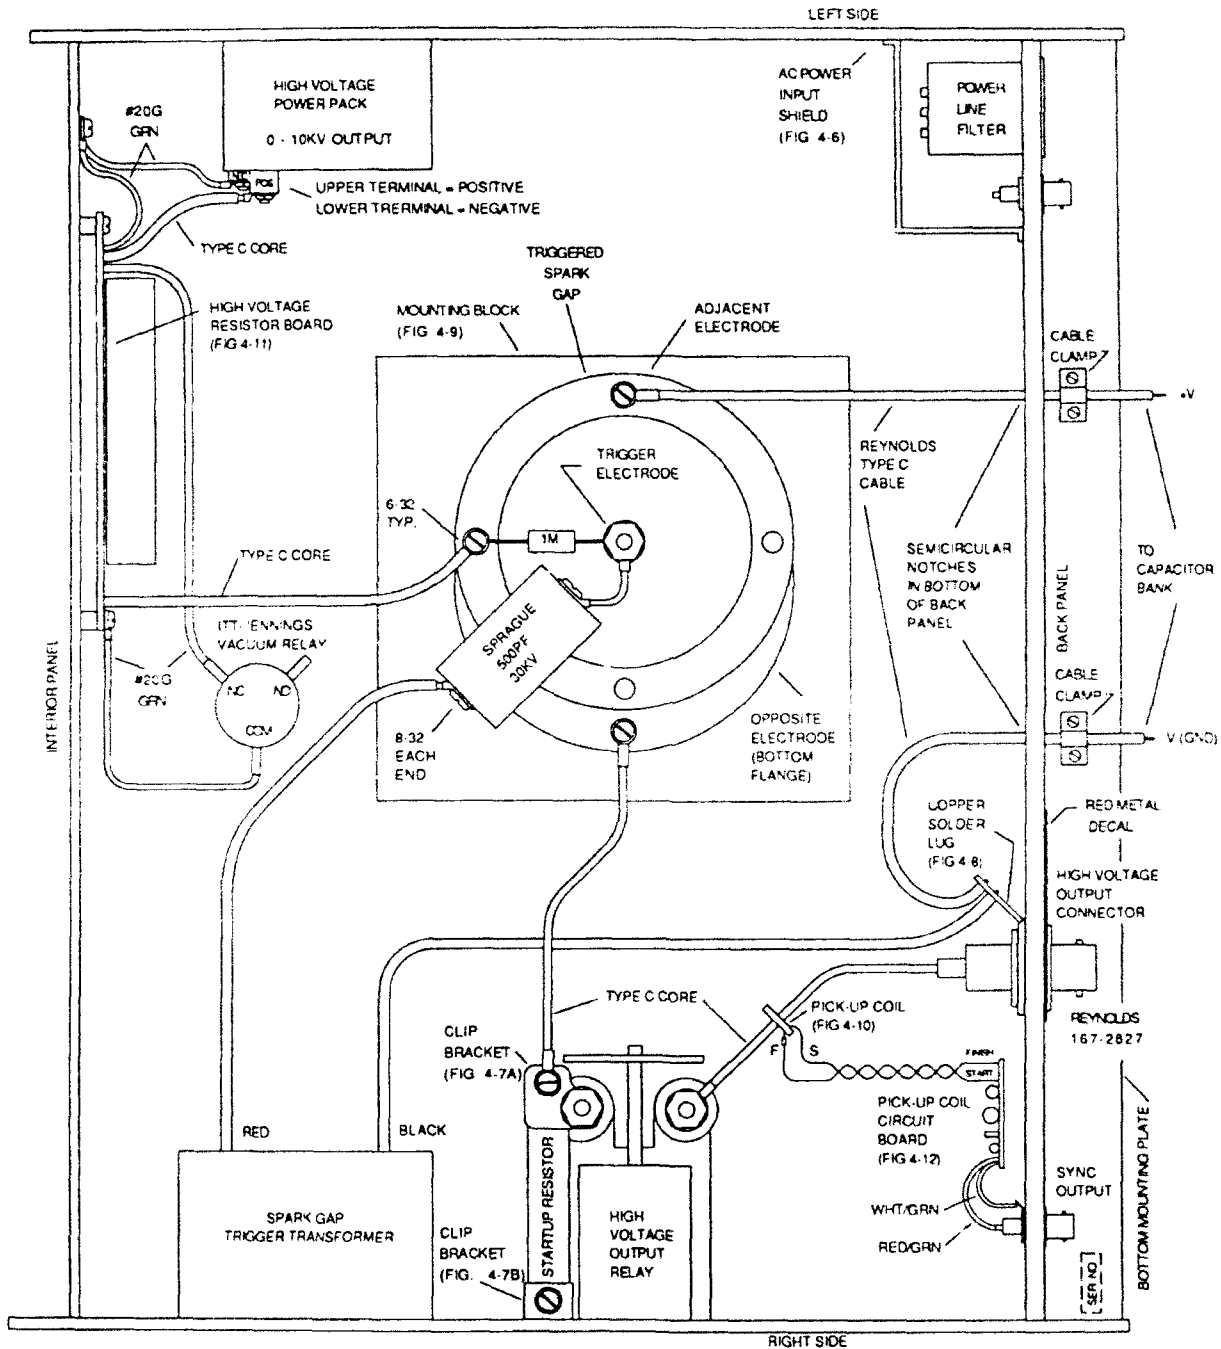 LEFT SIDE
HIGH VOLTAGE
POWER PACK
0 - 10KV OUTPUT
#20G
GRN
POS
UPPER TERMINAL = POSITIVE
LOWER TRERMINAL = NEGATIVE
TYPE C CORE
AC POWER
INPUT
SHIELD
(FIG 4-6)
POWER
LINE
FILTER
TRIGGERED
SPARK
GAP
HIGH VOLTAGE
RESISTOR BOARD
(FIG 4-11)
MOUNTING BLOCK
(FIG 4-9)
ADJACENT
ELECTRODE
CABLE
CLAMP
+V
REYNOLDS
TYPE C
CABLE
TRIGGER
ELECTRODE
6-32
TYP.
1M
TYPE C CORE
SEMICIRCULAR
NOTCHES
IN BOTTOM
OF BACK
PANEL
BACK PANEL
TO
CAPACITOR
BANK
ITT-JENNINGS
VACUUM RELAY
SPRAGUE
500PF
30KV
INTERIOR PANEL
#20G
GRN
NC
NO
COM
8-32
EACH
END
OPPOSITE
ELECTRODE
(BOTTOM
FLANGE)
CABLE
CLAMP
V (GND)
COPPER
SOLDER
LUG
(FIG 4-8)
RED METAL
DECAL
HIGH VOLTAGE
OUTPUT
CONNECTOR
TYPE C CORE
PICK-UP COIL
(FIG 4-10)
REYNOLDS
167-2827
CLIP
BRACKET
(FIG 4-7A)
F
S
FINISH
START
PICK-UP COIL
CIRCUIT
BOARD
(FIG 4-12)
RED
BLACK
SPARK GAP
TRIGGER TRANSFORMER
CLIP
BRACKET
(FIG. 4-7B)
STARTUP RESISTOR
HIGH
VOLTAGE
OUTPUT
RELAY
WHT/GRN
RED/GRN
SYNC
OUTPUT
BOTTOM MOUNTING PLATE
SER NO
RIGHT SIDE